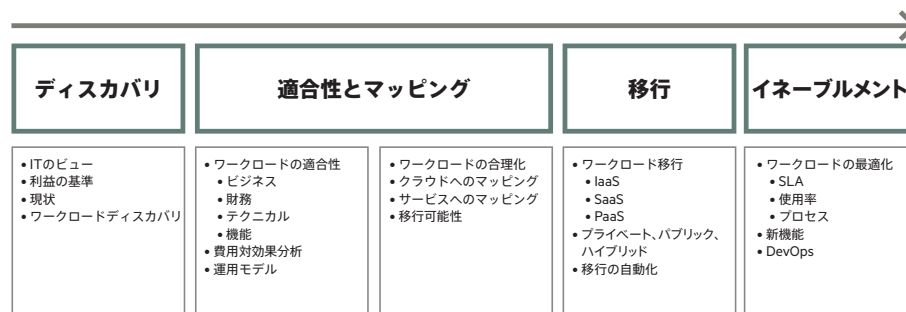 ディスカバリ
適合性とマッピング
移行
イネーブルメント
• ITのビュー
• 利益の基準
• 現状
• ワークロードディスカバリ
• ワークロードの適合性
• ビジネス
• 財務
• テクニカル
• 機能
• 費用対効果分析
• 運用モデル
• ワークロードの合理化
• クラウドへのマッピング
• サービスへのマッピング
• 移行可能性
• ワークロード移行
• IaaS
• SaaS
• PaaS
• プライベート、パブリック、
ハイブリッド
• 移行の自動化
• ワークロードの最適化
• SLA
• 使用率
• プロセス
• 新機能
• DevOps